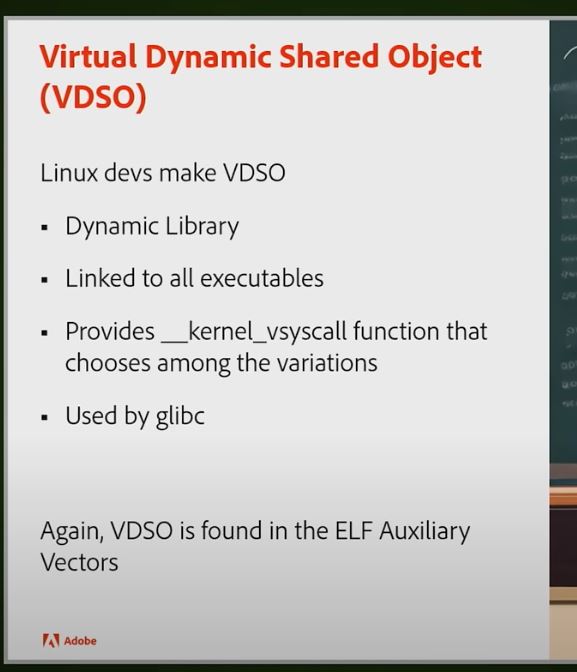 Virtual Dynamic Shared Object
(VDSO)
Linux devs make VDSO
▪ Dynamic Library
▪ Linked to all executables
▪ Provides __kernel_vsyscall function that
chooses among the variations
▪ Used by glibc
Again, VDSO is found in the ELF Auxiliary
Vectors
Adobe